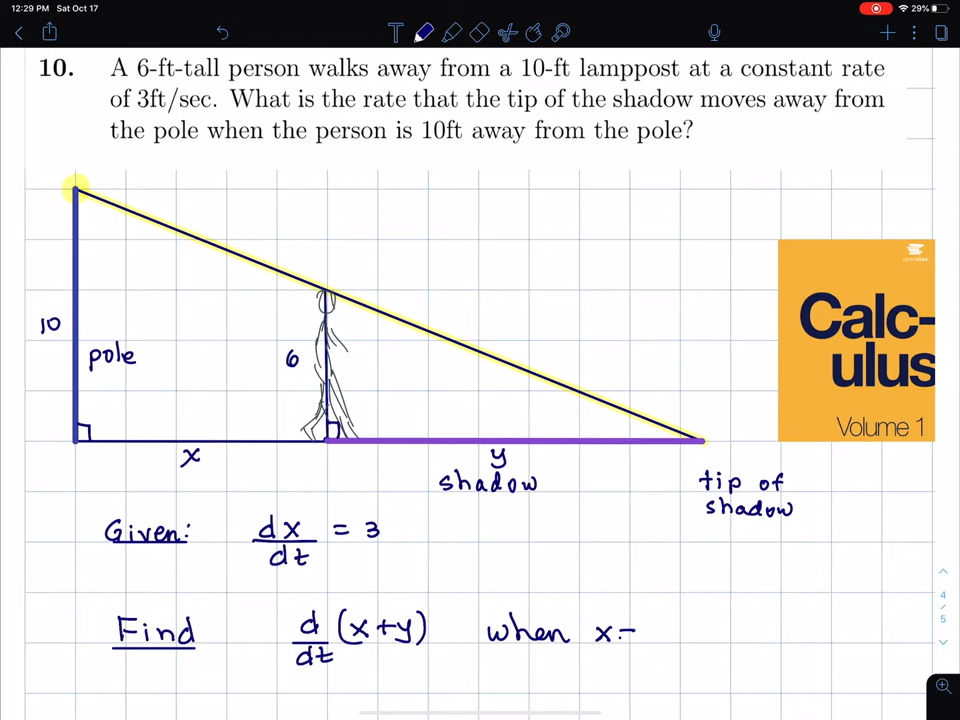 12:29 PM Sat Oct 17
29%
T
10. A 6-ft-tall person walks away from a 10-ft lamppost at a constant rate
of 3ft/sec. What is the rate that the tip of the shadow moves away from
the pole when the person is 10ft away from the pole?
openstax
Calc-
ulus
Volume 1
10
pole
6
x
y
shadow
tip of
shadow
Given: dx/dt = 3
Find d/dt (x+y) when x=
4
/
5